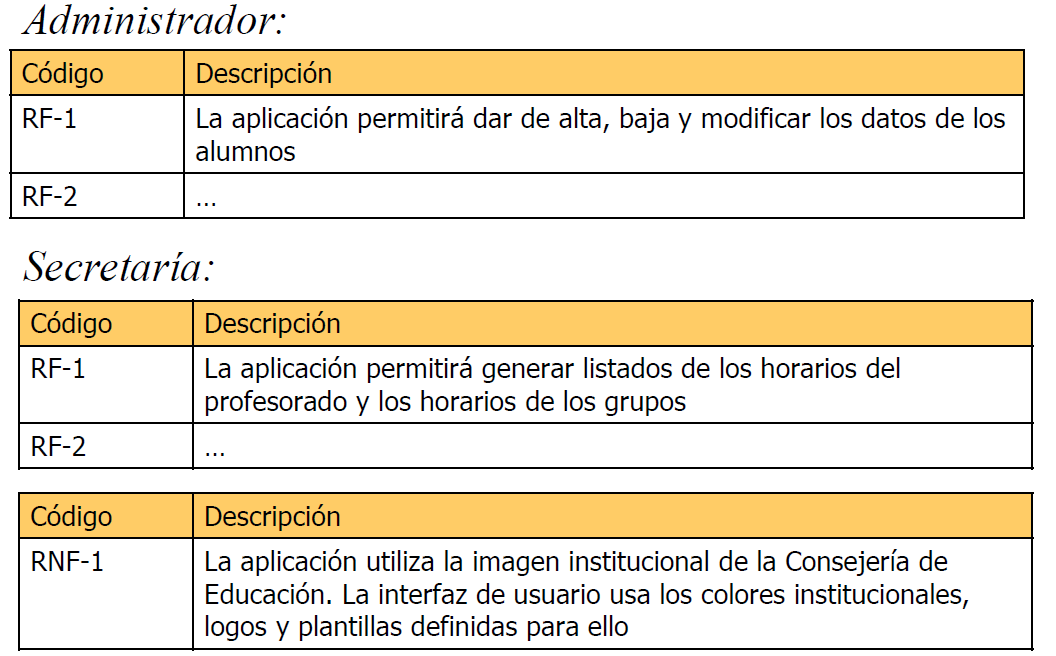 Administrador:
Código Descripción
RF-1 La aplicación permitirá dar de alta, baja y modificar los datos de los
alumnos
RF-2 …
Secretaría:
Código Descripción
RF-1 La aplicación permitirá generar listados de los horarios del
profesorado y los horarios de los grupos
RF-2 …
Código Descripción
RNF-1 La aplicación utiliza la imagen institucional de la Consejería de
Educación. La interfaz de usuario usa los colores institucionales,
logos y plantillas definidas para ello